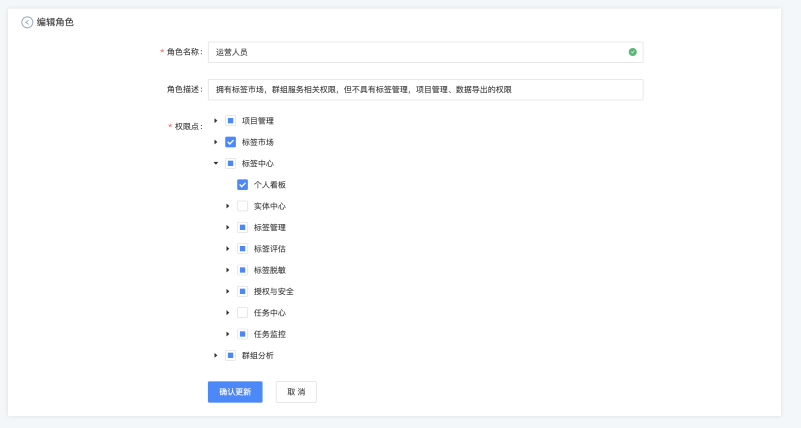 编辑角色
* 角色名称: 运营人员
角色描述: 拥有标签市场，群组服务相关权限，但不具有标签管理，项目管理、数据导出的权限
* 权限点: 项目管理
标签市场
标签中心
个人看板
实体中心
标签管理
标签评估
标签脱敏
授权与安全
任务中心
任务监控
群组分析
确认更新 取 消